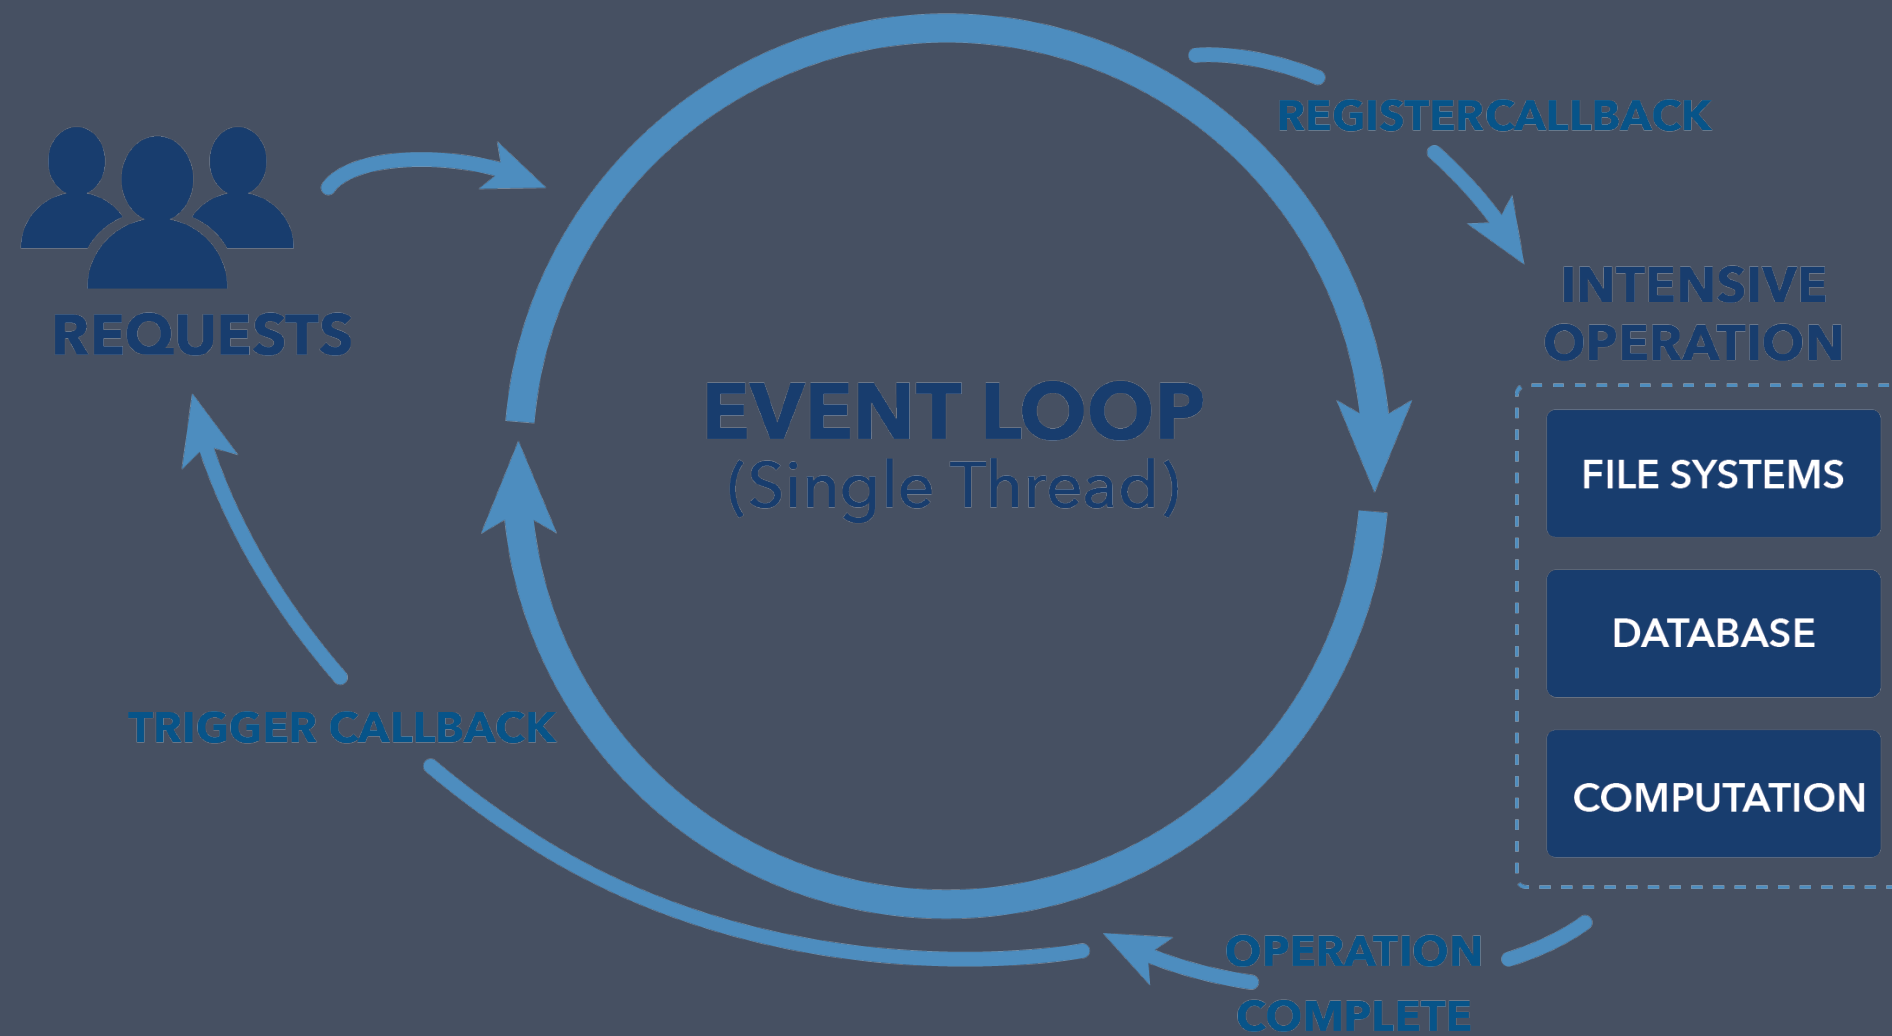 REGISTERCALLBACK
REQUESTS
INTENSIVE
OPERATION
EVENT LOOP
(Single Thread)
FILE SYSTEMS
DATABASE
COMPUTATION
TRIGGER CALLBACK
OPERATION
COMPLETE